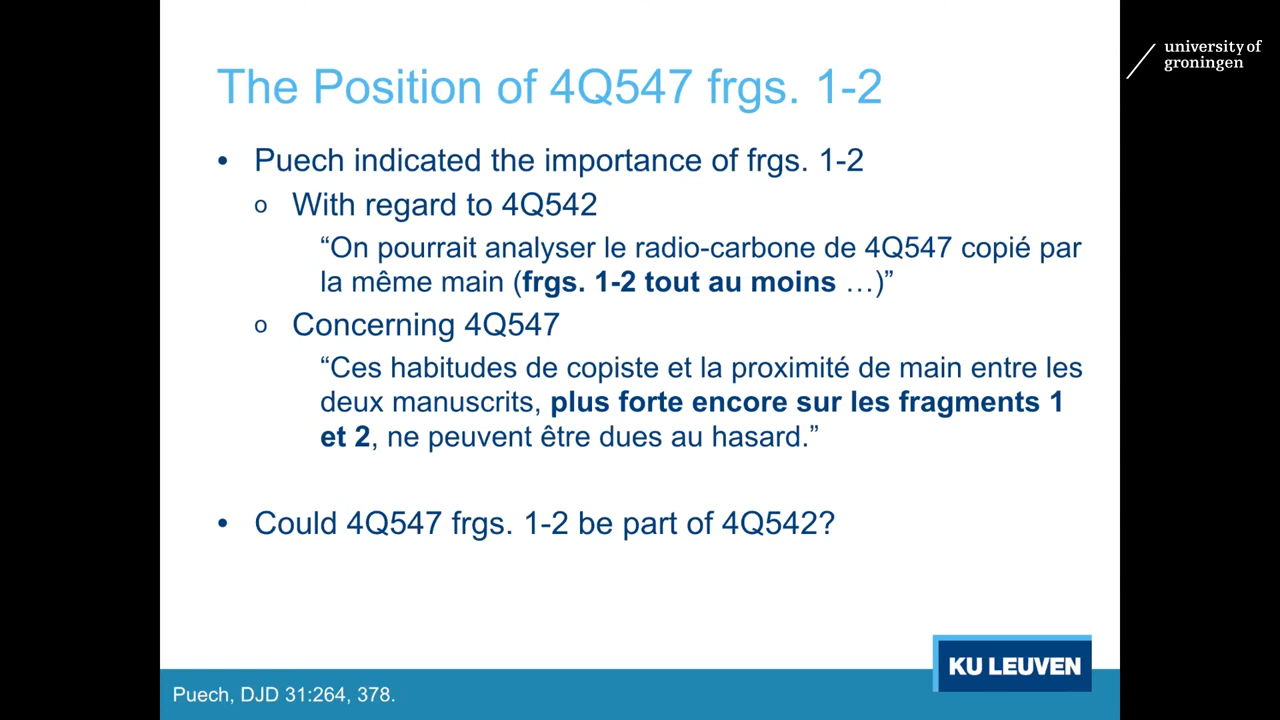 university of
groningen
The Position of 4Q547 frgs. 1-2
• Puech indicated the importance of frgs. 1-2
o With regard to 4Q542
“On pourrait analyser le radio-carbone de 4Q547 copié par
la même main (frgs. 1-2 tout au moins …)”
o Concerning 4Q547
“Ces habitudes de copiste et la proximité de main entre les
deux manuscrits, plus forte encore sur les fragments 1
et 2, ne peuvent être dues au hasard.”
• Could 4Q547 frgs. 1-2 be part of 4Q542?
KU LEUVEN
Puech, DJD 31:264, 378.